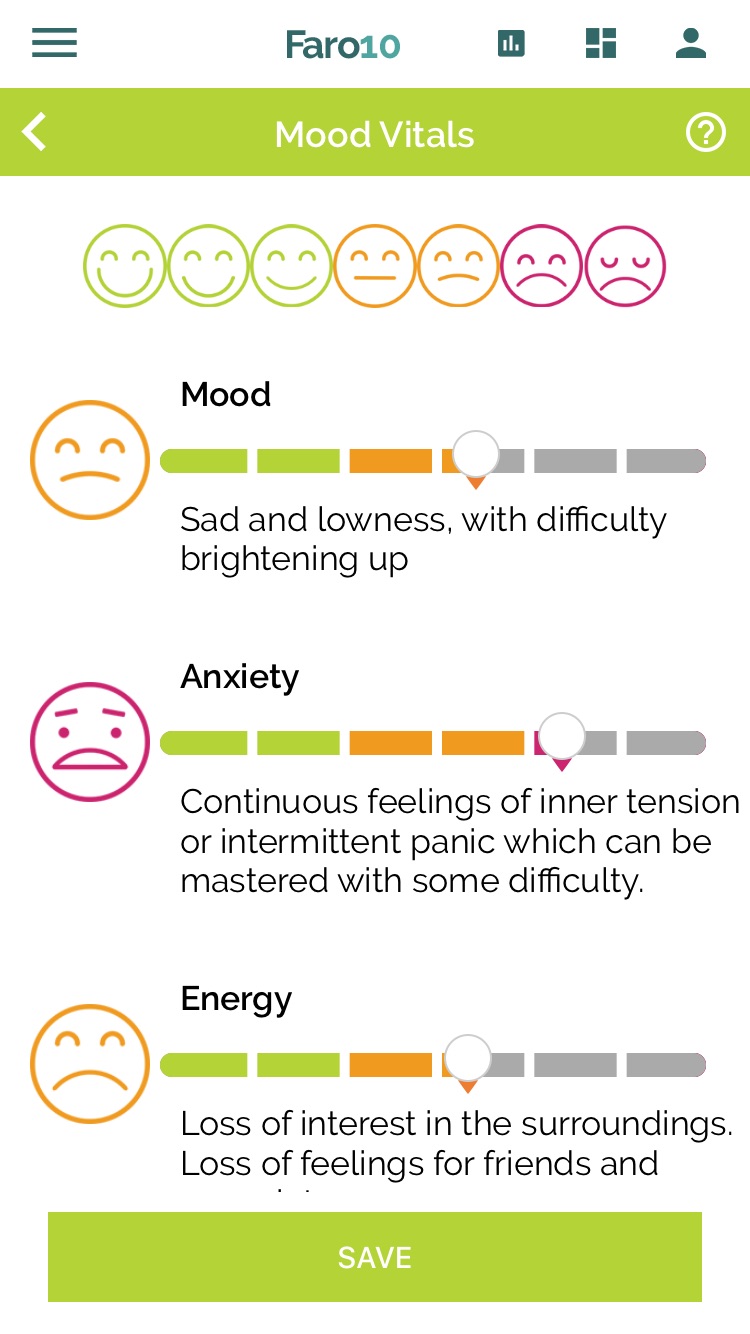 Faro10
Mood Vitals
Mood
Sad and lowness, with difficulty
brightening up
Anxiety
Continuous feelings of inner tension
or intermittent panic which can be
mastered with some difficulty.
Energy
Loss of interest in the surroundings.
Loss of feelings for friends and
SAVE